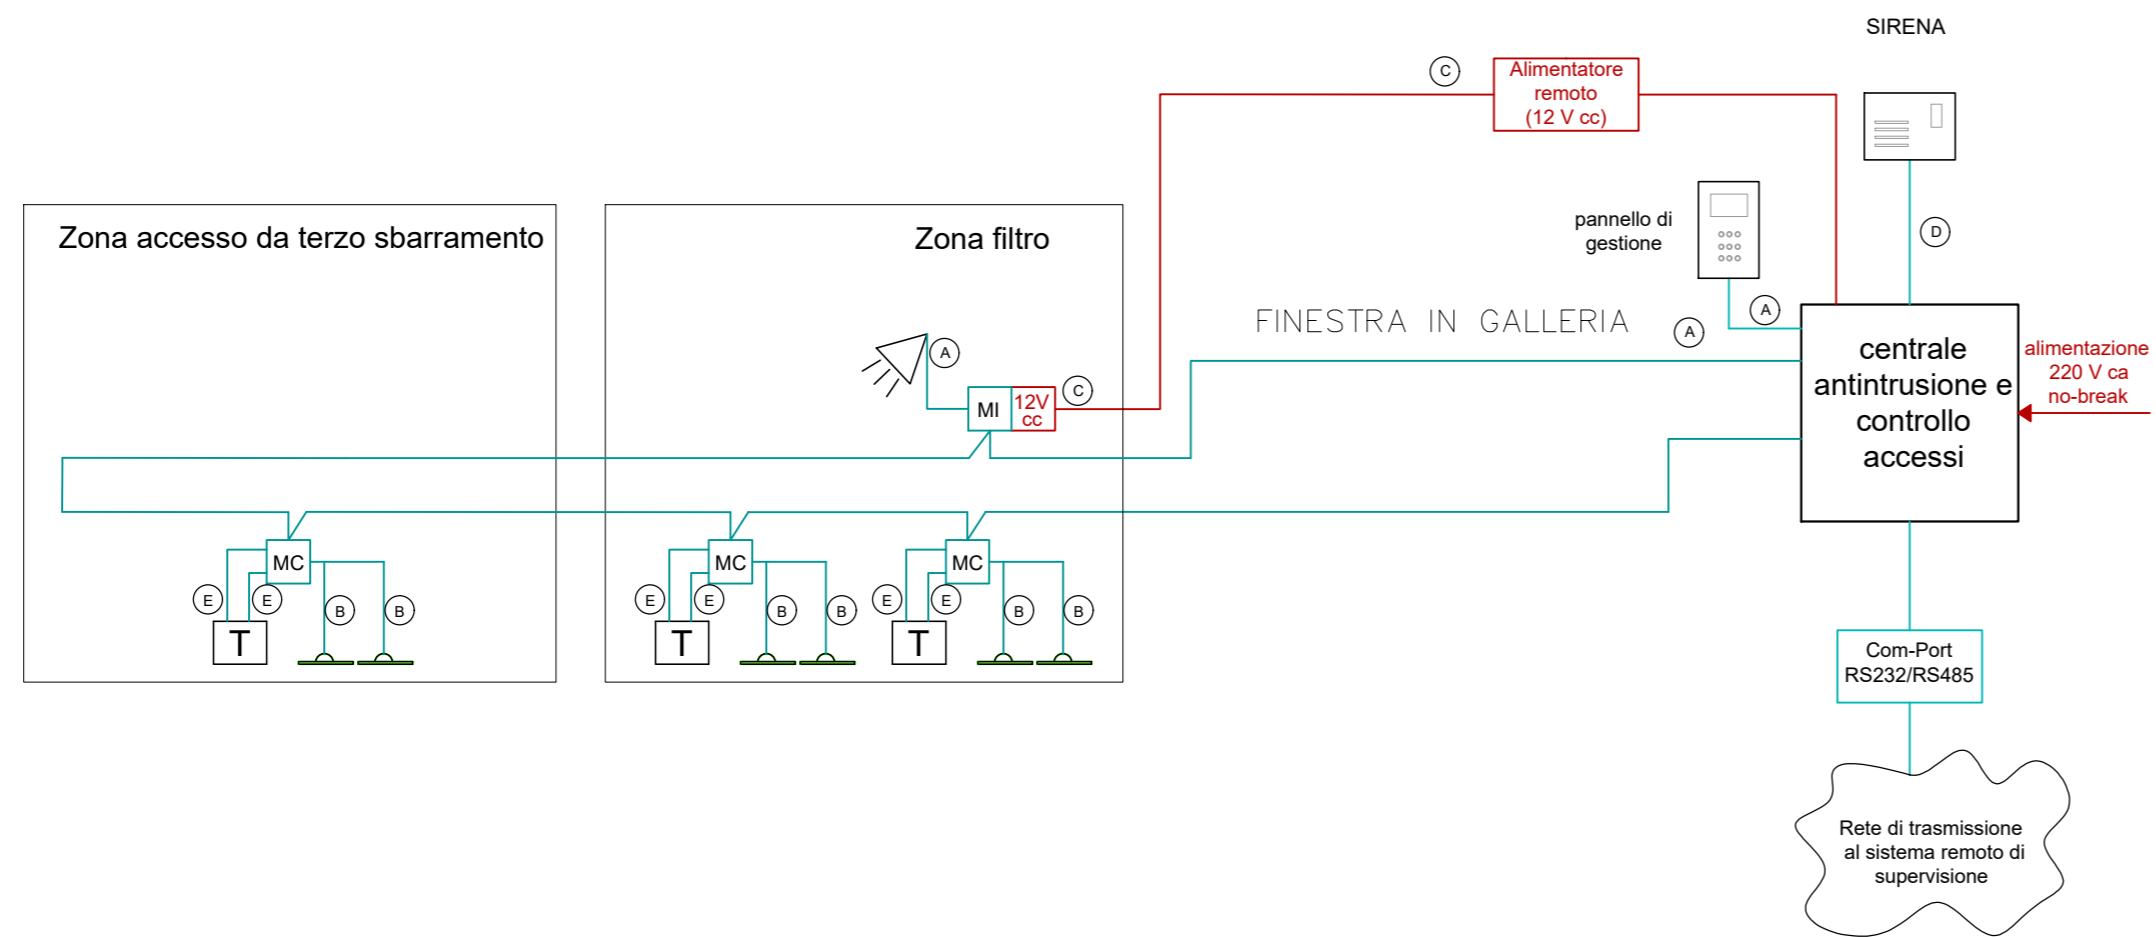 SIRENA
C
Alimentatore
remoto
(12 V cc)
pannello di
gestione
D
Zona accesso da terzo sbarramento
Zona filtro
FINESTRA IN GALLERIA
A
A
A
centrale
antintrusione e
controllo
accessi
alimentazione
220 V ca
no-break
MI
12V
cc
C
MC
E
E
B
B
T
MC
E
E
B
B
T
MC
E
E
B
B
T
Com-Port
RS232/RS485
Rete di trasmissione
al sistema remoto di
supervisione